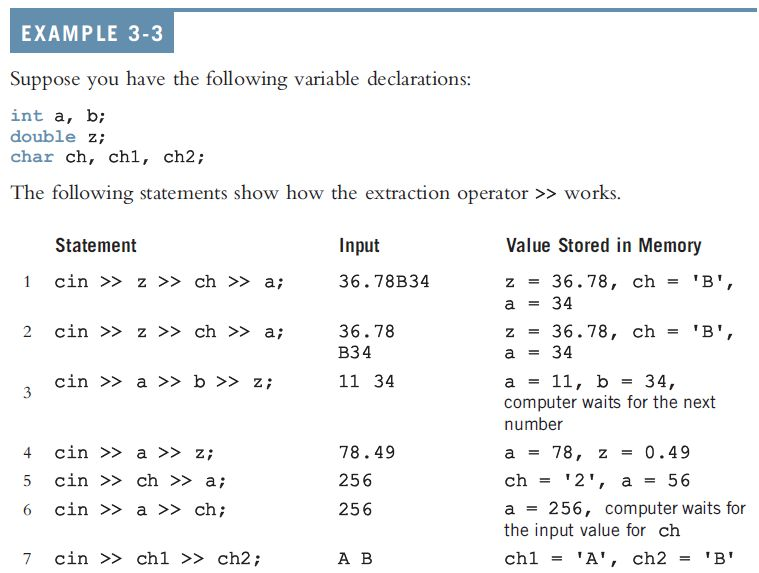 EXAMPLE 3-3
Suppose you have the following variable declarations:
int a, b;
double z;
char ch, ch1, ch2;
The following statements show how the extraction operator >> works.
Statement Input Value Stored in Memory
1 cin >> z >> ch >> a; 36.78B34 z = 36.78, ch = 'B',
a = 34
2 cin >> z >> ch >> a; 36.78 z = 36.78, ch = 'B',
B34 a = 34
3 cin >> a >> b >> z; 11 34 a = 11, b = 34,
computer waits for the next
number
4 cin >> a >> z; 78.49 a = 78, z = 0.49
5 cin >> ch >> a; 256 ch = '2', a = 56
6 cin >> a >> ch; 256 a = 256, computer waits for
the input value for ch
7 cin >> ch1 >> ch2; A B ch1 = 'A', ch2 = 'B'